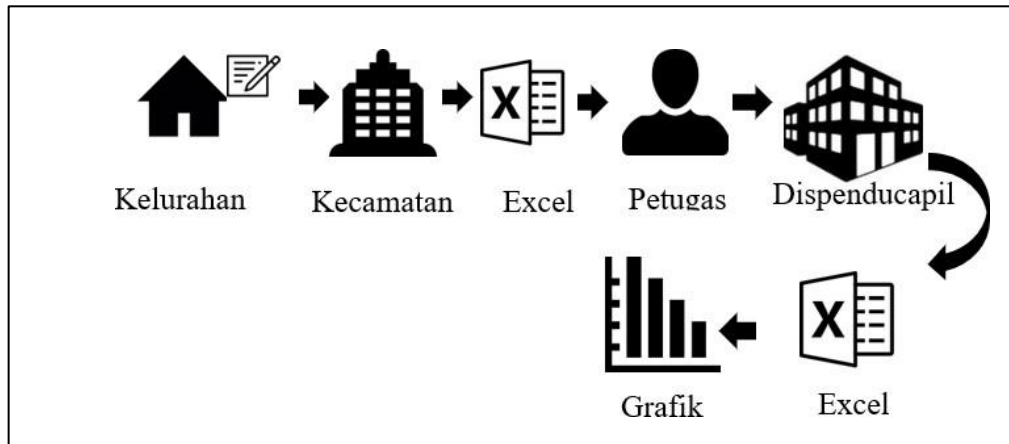 Kelurahan
Kecamatan
Excel
Petugas
Dispenducapil
Grafik
Excel